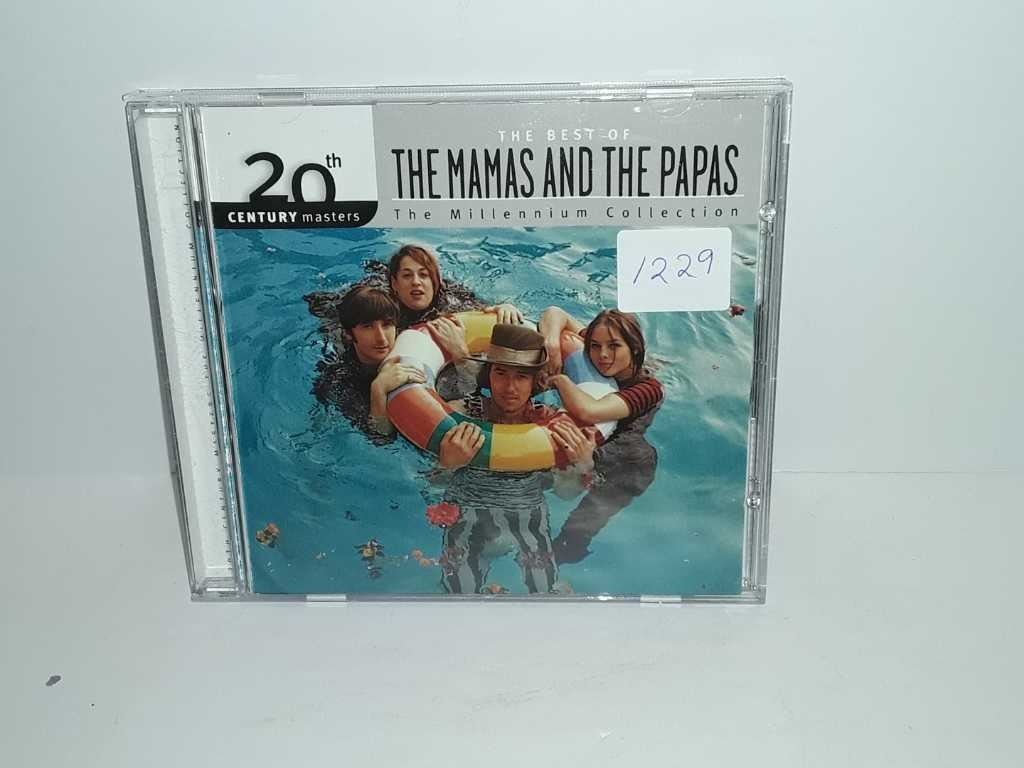 20th
CENTURY masters
THE BEST OF
THE MAMAS AND THE PAPAS
The Millennium Collection
1229